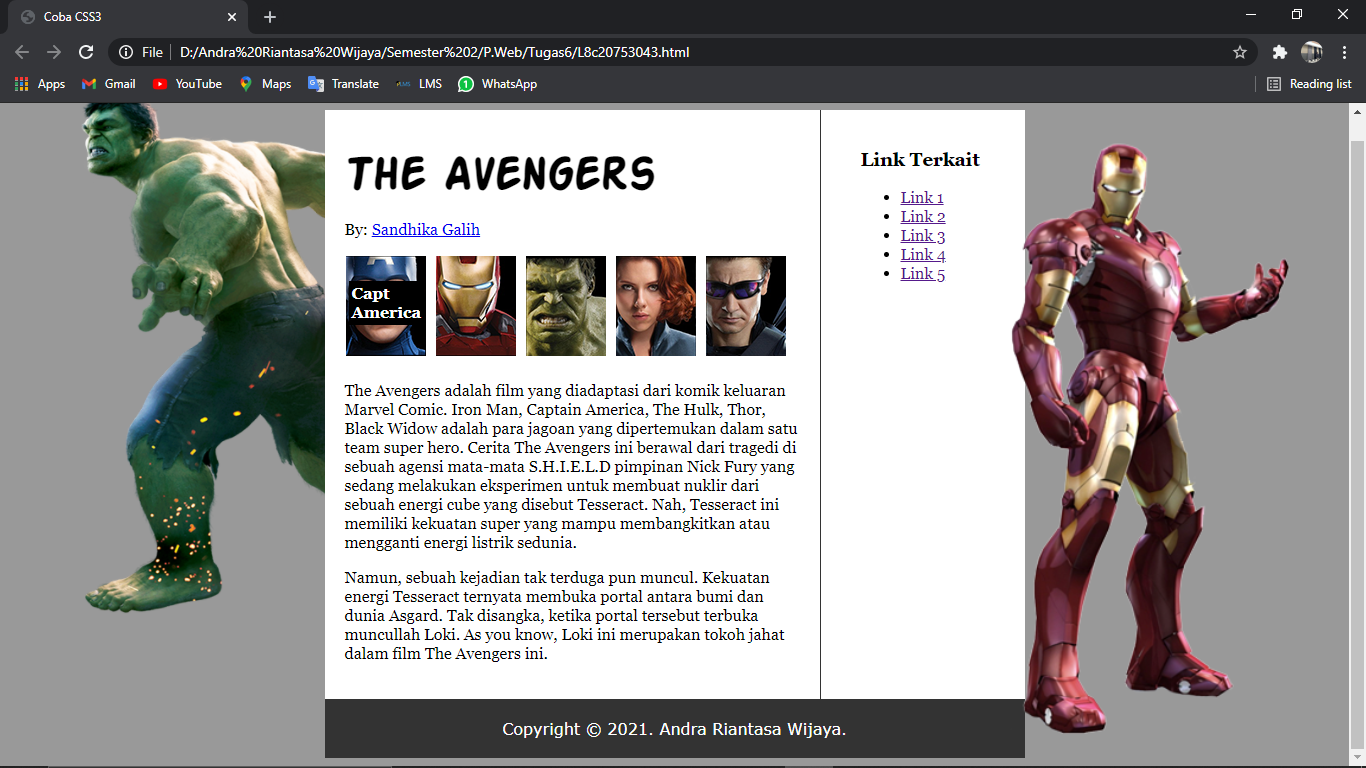 Coba CSS3
File
D:/Andra%20Riantasa%20Wijaya/Semester%202/P.Web/Tugas6/L8c20753043.html
Apps Gmail YouTube Maps Translate LMS WhatsApp Reading list
THE AVENGERS
By: Sandhika Galih
Capt
America
The Avengers adalah film yang diadaptasi dari komik keluaran
Marvel Comic. Iron Man, Captain America, The Hulk, Thor,
Black Widow adalah para jagoan yang dipertemukan dalam satu
team super hero. Cerita The Avengers ini berawal dari tragedi di
sebuah agensi mata-mata S.H.I.E.L.D pimpinan Nick Fury yang
sedang melakukan eksperimen untuk membuat nuklir dari
sebuah energi cube yang disebut Tesseract. Nah, Tesseract ini
memiliki kekuatan super yang mampu membangkitkan atau
mengganti energi listrik sedunia.
Namun, sebuah kejadian tak terduga pun muncul. Kekuatan
energi Tesseract ternyata membuka portal antara bumi dan
dunia Asgard. Tak disangka, ketika portal tersebut terbuka
muncullah Loki. As you know, Loki ini merupakan tokoh jahat
dalam film The Avengers ini.
Link Terkait
Link 1
Link 2
Link 3
Link 4
Link 5
Copyright © 2021. Andra Riantasa Wijaya.